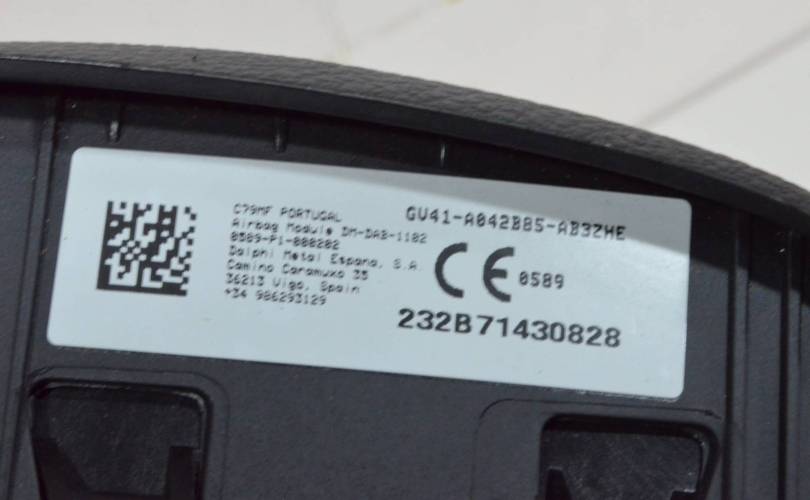 C79MF PORTUGAL
Airbag Module DM-DAB-1102
0589-P1-000202
Dalphi Metal Espana, S.A
Camino Caramuxo 35
36213 Vigo, Spain
+34 986293129
GV41-A042B85-AB3ZHE
CE 0589
232B71430828